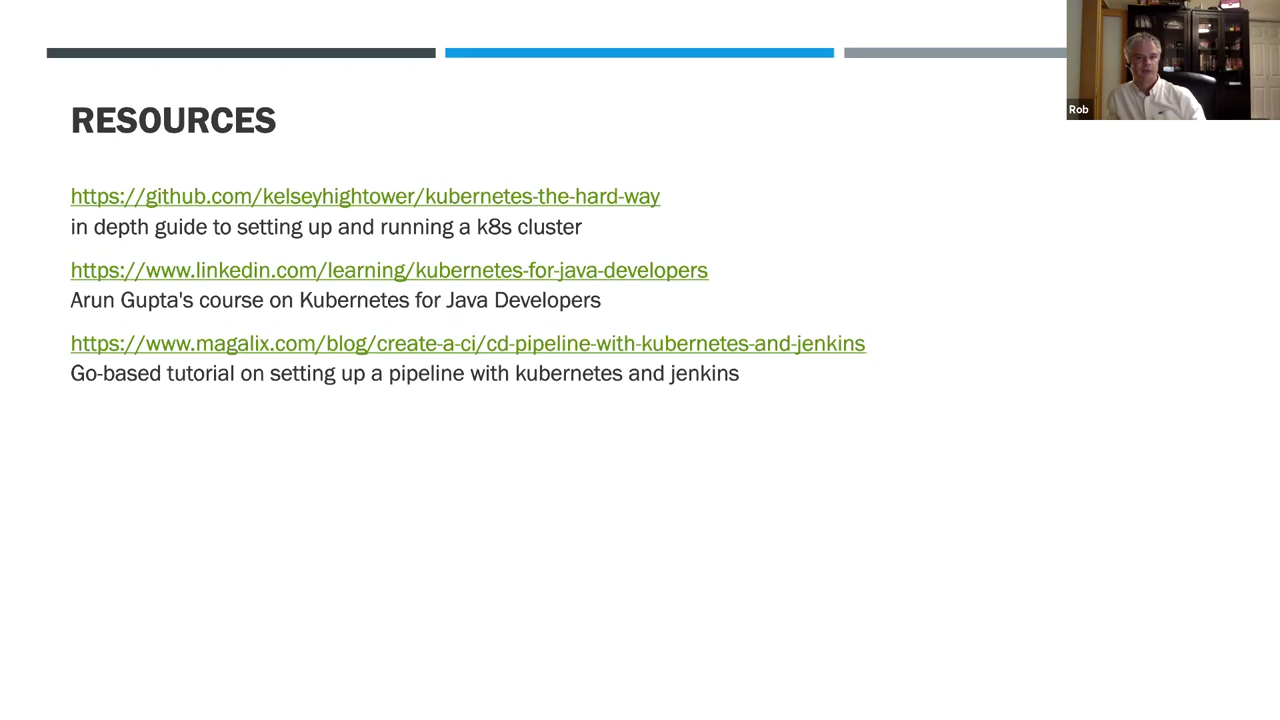 RESOURCES
https://github.com/kelseyhightower/kubernetes-the-hard-way
in depth guide to setting up and running a k8s cluster
https://www.linkedin.com/learning/kubernetes-for-java-developers
Arun Gupta's course on Kubernetes for Java Developers
https://www.magalix.com/blog/create-a-ci/cd-pipeline-with-kubernetes-and-jenkins
Go-based tutorial on setting up a pipeline with kubernetes and jenkins
Rob